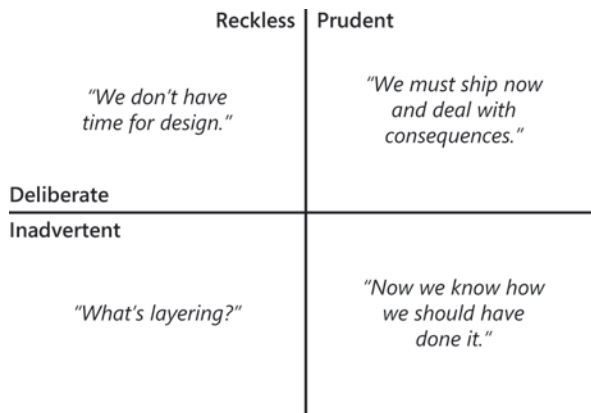 Reckless
Prudent
“We don’t have
time for design.”
“We must ship now
and deal with
consequences.”
Deliberate
Inadvertent
“What’s layering?”
“Now we know how
we should have
done it.”